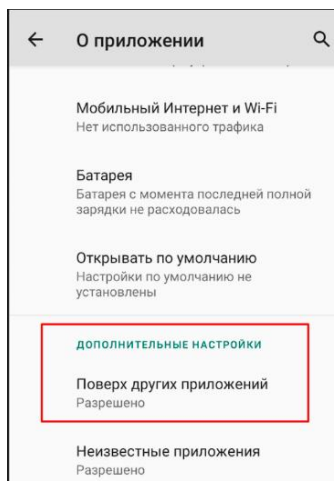 О приложении
Мобильный Интернет и Wi-Fi
Нет использованного трафика
Батарея
Батарея с момента последней полной
зарядки не расходовалась
Открывать по умолчанию
Настройки по умолчанию не
установлены
ДОПОЛНИТЕЛЬНЫЕ НАСТРОЙКИ
Поверх других приложений
Разрешено
Неизвестные приложения
Разрешено